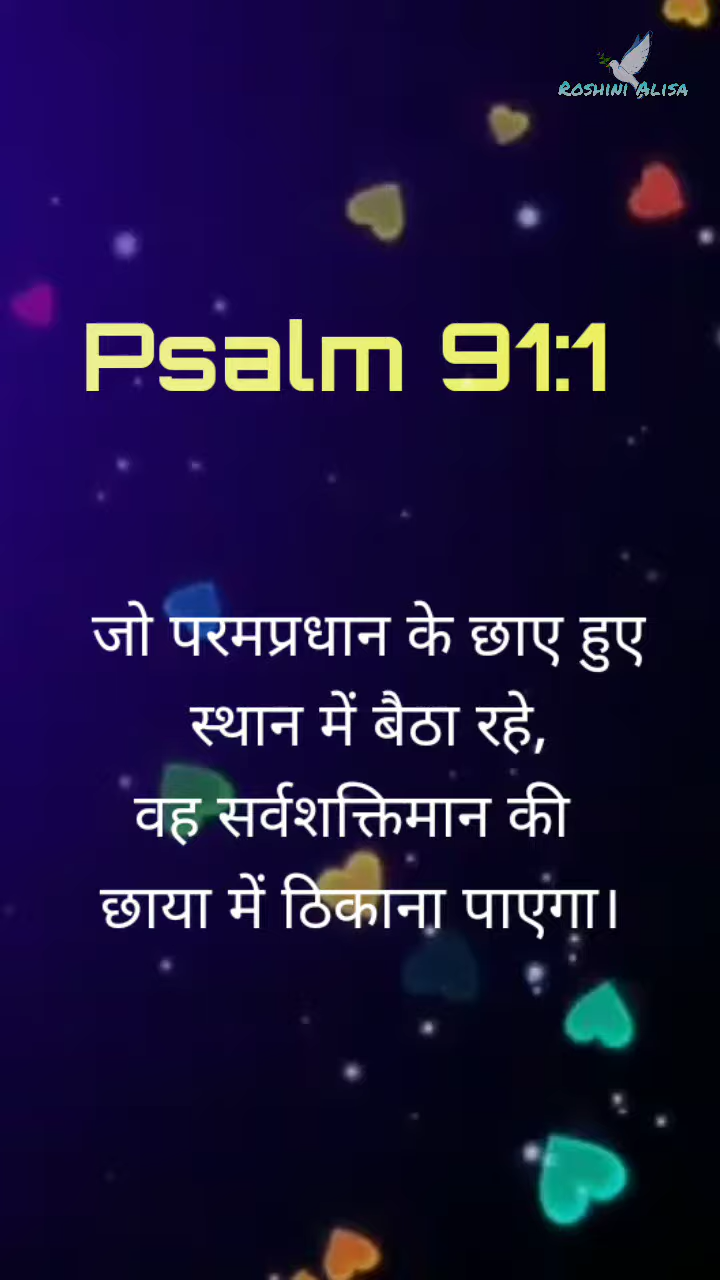 Roshini Alisa
Psalm 91:1
जो परमप्रधान के छाए हुए
स्थान में बैठा रहे,
वह सर्वशक्तिमान की
छाया में ठिकाना पाएगा।